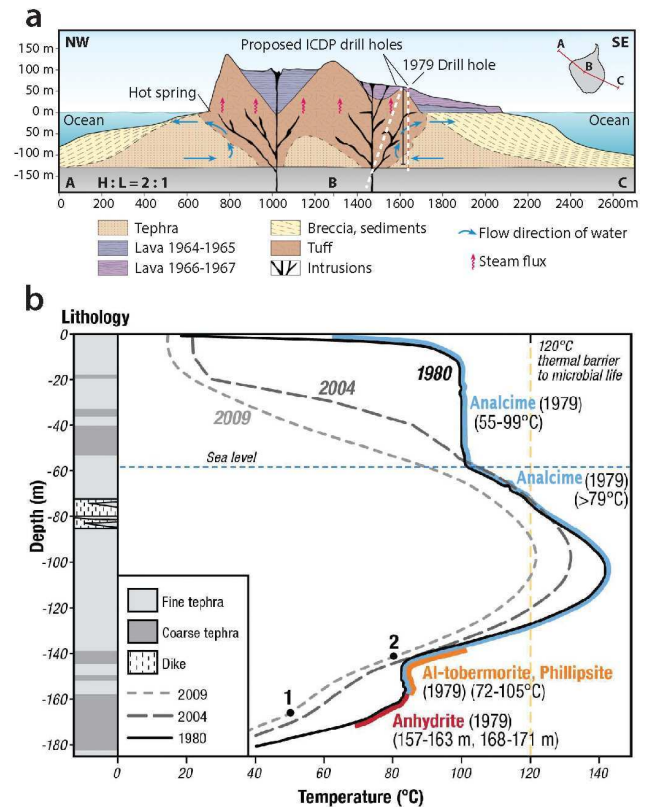 a
NW
Proposed ICDP drill holes
SE
1979 Drill hole
150 m
100 m
50 m
0 m
-50 m
-100 m
-150 m
Hot spring
Ocean
Ocean
A
B
C
A
H : L = 2 : 1
B
C
0 200 400 600 800 1000 1200 1400 1600 1800 2000 2200 2400 2600m
Tephra
Lava 1964-1965
Lava 1966-1967
Breccia, sediments
Tuff
Intrusions
Flow direction of water
Steam flux
b
Lithology
0
-20
-40
-60
-80
-100
-120
-140
-160
-180
Depth (m)
120°C
thermal barrier
to microbial life
1980
2004
2009
Analcime (1979)
(55-99°C)
Sea level
Analcime (1979)
(>79°C)
Fine tephra
Coarse tephra
Dike
2009
2004
1980
2
1
Al-tobermorite, Phillipsite
(1979) (72-105°C)
Anhydrite (1979)
(157-163 m, 168-171 m)
0 20 40 60 80 100 120 140
Temperature (°C)